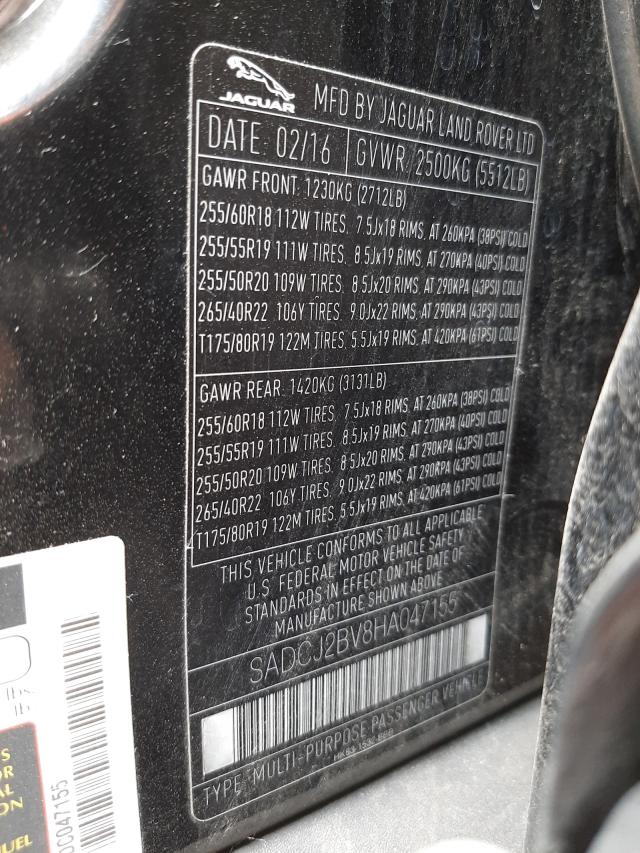 JAGUAR
MFD BY JAGUAR LAND ROVER LTD
DATE: 02/16 GVWR: 2500KG (5512LB)
GAWR FRONT: 1230KG (2712LB)
255/60R18 112W TIRES, 7.5Jx18 RIMS, AT 260KPA (38PSI) COLD
255/55R19 111W TIRES, 8.5Jx19 RIMS, AT 270KPA (40PSI) COLD
255/50R20 109W TIRES, 8.5Jx20 RIMS, AT 290KPA (43PSI) COLD
265/40R22 106Y TIRES, 9.0Jx22 RIMS, AT 290KPA (43PSI) COLD
T175/80R19 122M TIRES, 5.5Jx19 RIMS, AT 420KPA (61PSI) COLD
GAWR REAR: 1420KG (3131LB)
255/60R18 112W TIRES, 7.5Jx18 RIMS, AT 260KPA (38PSI) COLD
255/55R19 111W TIRES, 8.5Jx19 RIMS, AT 270KPA (40PSI) COLD
255/50R20 109W TIRES, 8.5Jx20 RIMS, AT 290KPA (43PSI) COLD
265/40R22 106Y TIRES, 9.0Jx22 RIMS, AT 290KPA (43PSI) COLD
T175/80R19 122M TIRES, 5.5Jx19 RIMS, AT 420KPA (61PSI) COLD
THIS VEHICLE CONFORMS TO ALL APPLICABLE
U.S. FEDERAL MOTOR VEHICLE SAFETY
STANDARDS IN EFFECT ON THE DATE OF
MANUFACTURE SHOWN ABOVE
SADCJ2BV8HA047155
TYPE: MULTI-PURPOSE PASSENGER VEHICLE
lbs.
lb
S
OR
AL
ON
UEL
0C047155